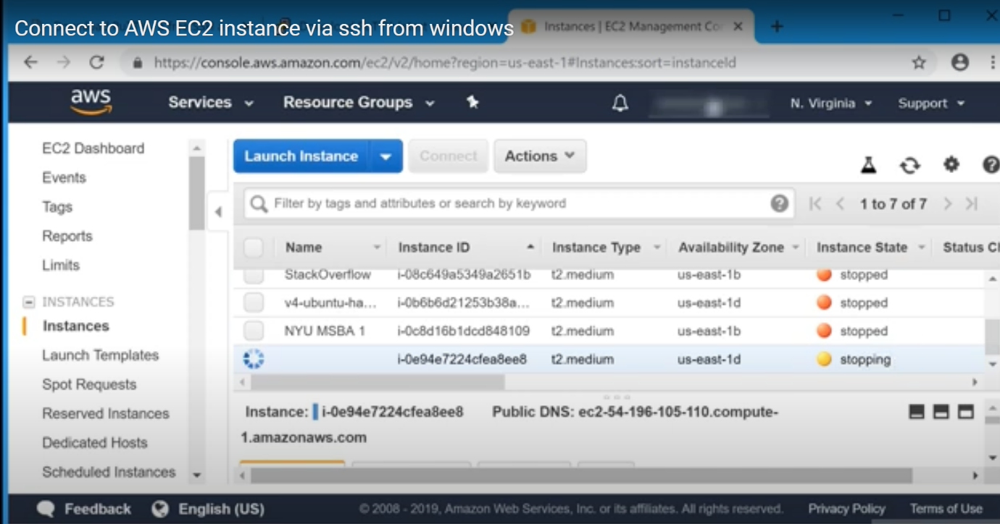 Connect to AWS EC2 instance via ssh from windows
Instances | EC2 Management Co
https://console.aws.amazon.com/ec2/v2/home?region=us-east-1#Instances:sort=instanceId
aws Services Resource Groups N. Virginia Support
EC2 Dashboard
Events
Tags
Reports
Limits
INSTANCES
Instances
Launch Templates
Spot Requests
Reserved Instances
Dedicated Hosts
Scheduled Instances
Launch Instance Connect Actions
Filter by tags and attributes or search by keyword 1 to 7 of 7
Name Instance ID Instance Type Availability Zone Instance State Status C
StackOverflow i-08c649a5349a2651b t2.medium us-east-1b stopped
v4-ubuntu-ha... i-0b6b6d21253b38a... t2.medium us-east-1d stopped
NYU MSBA 1 i-0c8d16b1dcd848109 t2.medium us-east-1b stopped
i-0e94e7224cfea8ee8 t2.medium us-east-1d stopping
Instance: i-0e94e7224cfea8ee8 Public DNS: ec2-54-196-105-110.compute-
1.amazonaws.com
Feedback English (US) © 2008 - 2019, Amazon Web Services, Inc. or its affiliates. All rights reserved. Privacy Policy Terms of Use